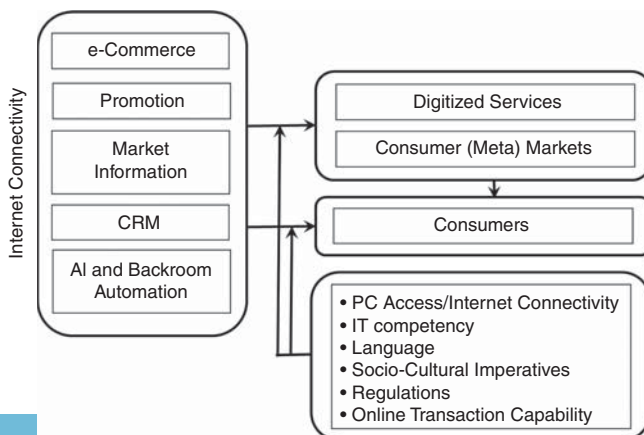 Internet Connectivity
e-Commerce
Promotion
Market
Information
CRM
AI and Backroom
Automation
Digitized Services
Consumer (Meta) Markets
Consumers
• PC Access/Internet Connectivity
• IT competency
• Language
• Socio-Cultural Imperatives
• Regulations
• Online Transaction Capability